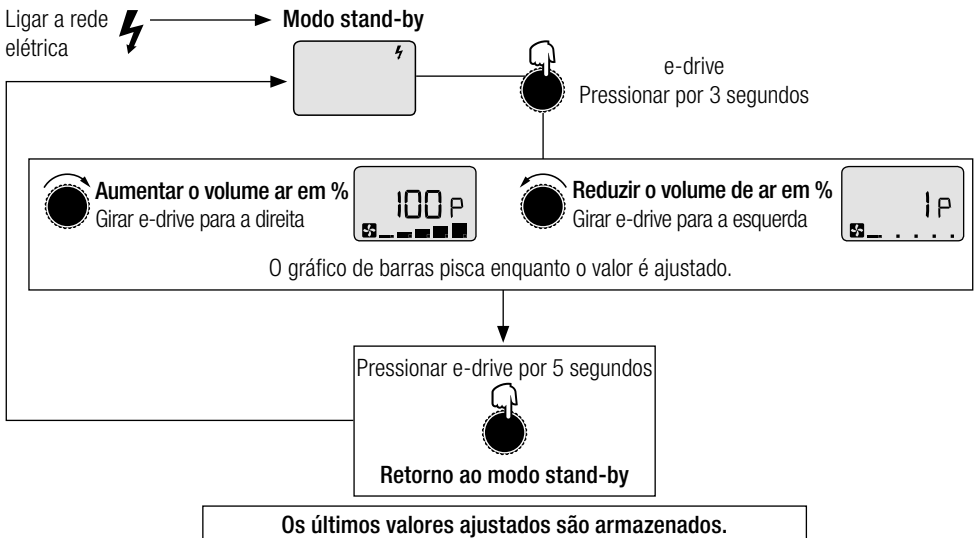 Ligar a rede
elétrica
Modo stand-by
e-drive
Pressionar por 3 segundos
Aumentar o volume ar em %
Girar e-drive para a direita
100 P
Reduzir o volume de ar em %
Girar e-drive para a esquerda
1 P
O gráfico de barras pisca enquanto o valor é ajustado.
Pressionar e-drive por 5 segundos
Retorno ao modo stand-by
Os últimos valores ajustados são armazenados.